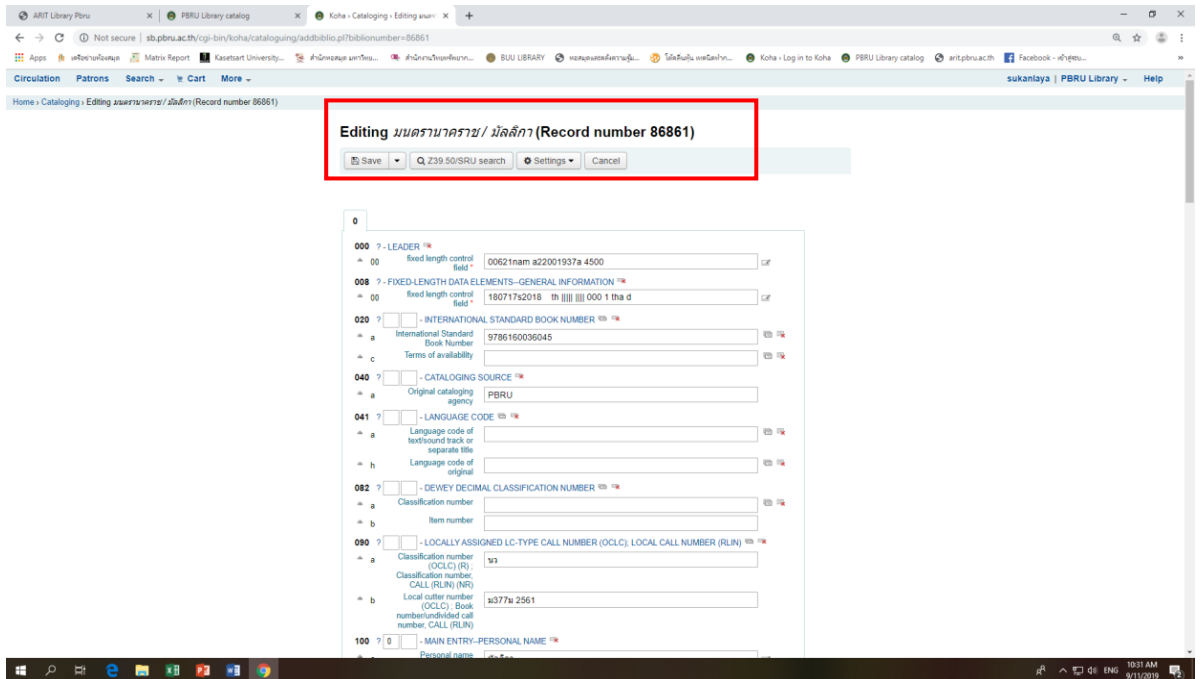 ARIT Library Pbru
PBRU Library catalog
Koha › Cataloging › Editing
Not secure | sb.pbru.ac.th/cgi-bin/koha/cataloguing/addbiblio.pl?biblionumber=86861
Apps
Matrix Report
Kasetsart University...
BUU LIBRARY
Koha › Log in to Koha
PBRU Library catalog
arit.pbru.ac.th
Circulation Patrons Search Cart More
sukanlaya | PBRU Library Help
Home › Cataloging › Editing มนตรานาคราช / มัลลิกา (Record number 86861)
Editing มนตรานาคราช / มัลลิกา (Record number 86861)
Save Z39.50/SRU search Settings Cancel
0
000 ? - LEADER
00 fixed length control field * 00621nam a22001937a 4500
008 ? - FIXED-LENGTH DATA ELEMENTS--GENERAL INFORMATION
00 fixed length control field * 180717s2018 th ||||| |||| 000 1 tha d
020 ? - INTERNATIONAL STANDARD BOOK NUMBER
a International Standard Book Number 9786160036045
c Terms of availability
040 ? - CATALOGING SOURCE
a Original cataloging agency PBRU
041 ? - LANGUAGE CODE
a Language code of text/sound track or separate title
h Language code of original
082 ? - DEWEY DECIMAL CLASSIFICATION NUMBER
a Classification number
b Item number
090 ? - LOCALLY ASSIGNED LC-TYPE CALL NUMBER (OCLC); LOCAL CALL NUMBER (RLIN)
a Classification number (OCLC) (R) ; Classification number, CALL (RLIN) (NR) นว
b Local cutter number (OCLC) ; Book number/undivided call number, CALL (RLIN) ม377ม 2561
100 ? 0 - MAIN ENTRY--PERSONAL NAME
Personal name
ENG
10:31 AM
9/11/2019